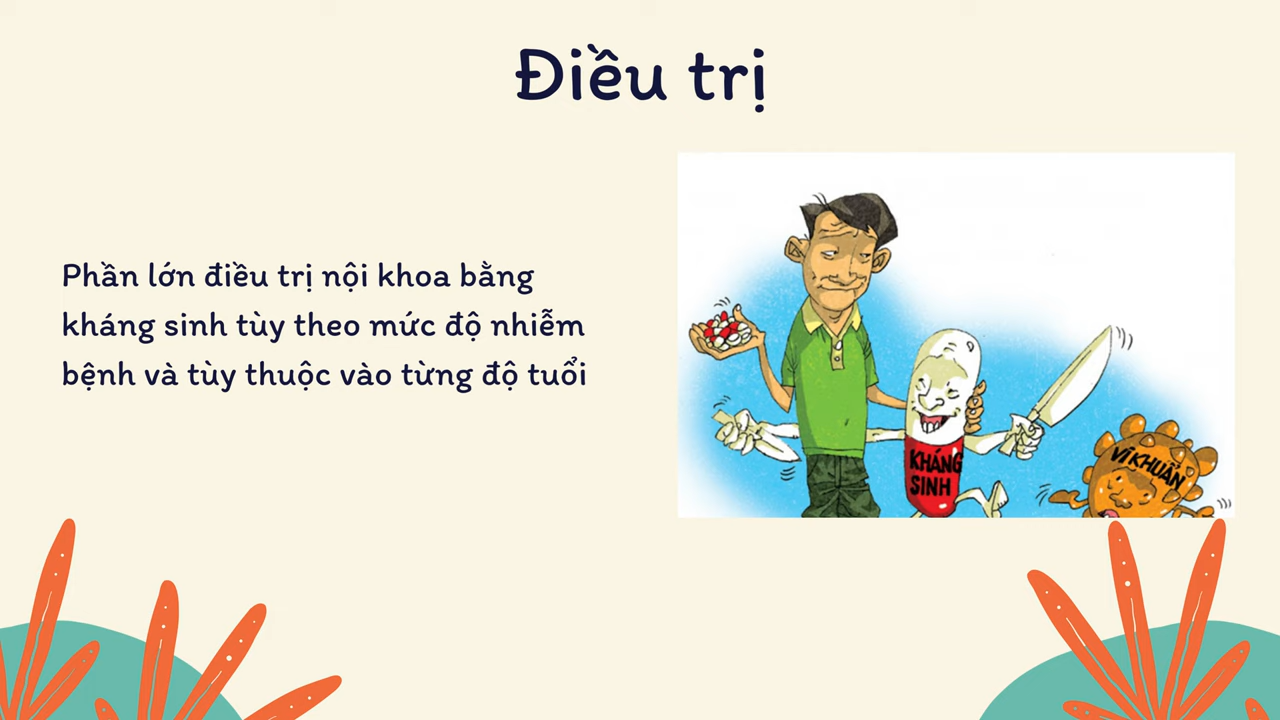 Điều trị
Phần lớn điều trị nội khoa bằng
kháng sinh tùy theo mức độ nhiễm
bệnh và tùy thuộc vào từng độ tuổi
KHÁNG
SINH
VI KHUẨN